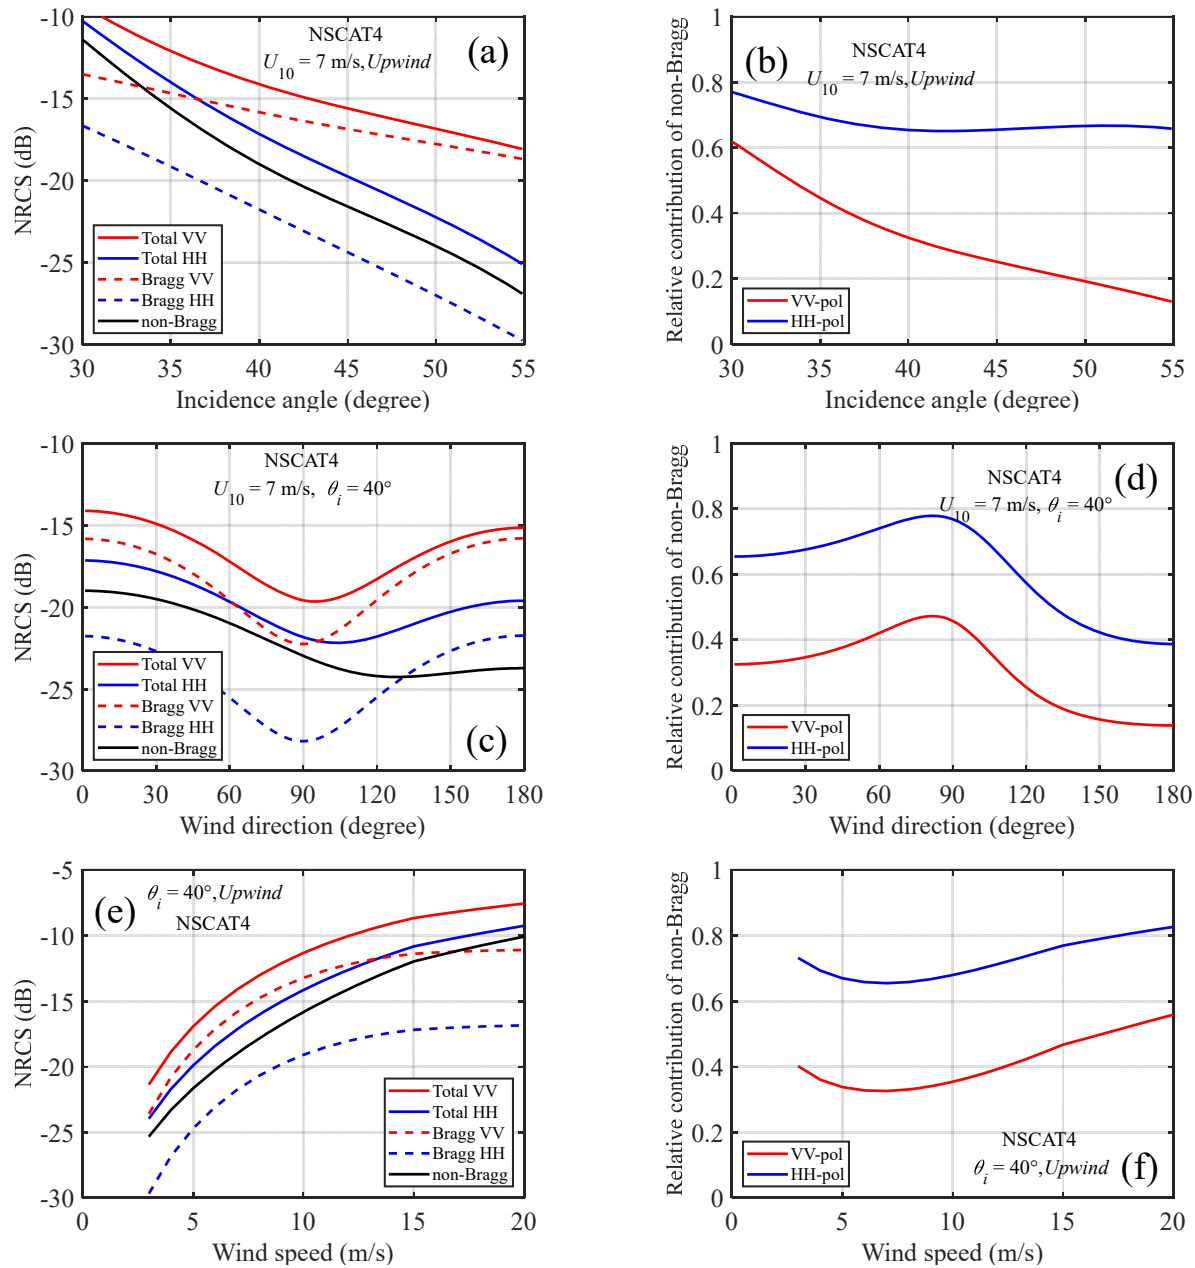 NSCAT4
U10 = 7 m/s, Upwind
(a)
NRCS (dB)
-10
-15
-20
-25
-30
Total VV
Total HH
Bragg VV
Bragg HH
non-Bragg
30 35 40 45 50 55
Incidence angle (degree)
NSCAT4
U10 = 7 m/s, Upwind
(b)
Relative contribution of non-Bragg
1
0.8
0.6
0.4
0.2
0
VV-pol
HH-pol
30 35 40 45 50 55
Incidence angle (degree)
NSCAT4
U10 = 7 m/s, θi = 40°
(c)
NRCS (dB)
-10
-15
-20
-25
-30
Total VV
Total HH
Bragg VV
Bragg HH
non-Bragg
0 30 60 90 120 150 180
Wind direction (degree)
NSCAT4
U10 = 7 m/s, θi = 40°
(d)
Relative contribution of non-Bragg
1
0.8
0.6
0.4
0.2
0
VV-pol
HH-pol
0 30 60 90 120 150 180
Wind direction (degree)
(e)
θi = 40°, Upwind
NSCAT4
NRCS (dB)
-5
-10
-15
-20
-25
-30
Total VV
Total HH
Bragg VV
Bragg HH
non-Bragg
0 5 10 15 20
Wind speed (m/s)
Relative contribution of non-Bragg
1
0.8
0.6
0.4
0.2
0
VV-pol
HH-pol
NSCAT4
θi = 40°, Upwind
(f)
0 5 10 15 20
Wind speed (m/s)